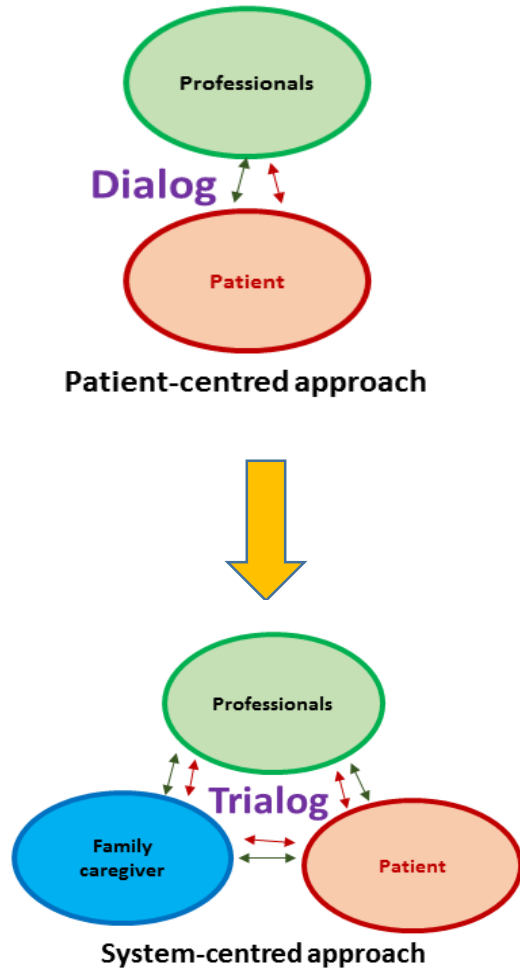 Professionals
Dialog
Patient
Patient-centred approach
Professionals
Trialog
Family
caregiver
Patient
System-centred approach